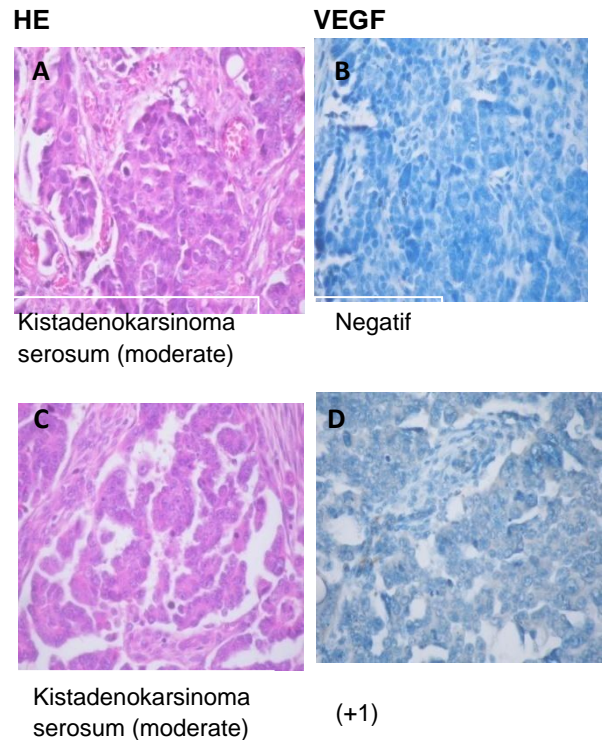 HE VEGF
A B
Kistadenokarsinoma
serosum (moderate)
Negatif
C D
Kistadenokarsinoma
serosum (moderate)
(+1)